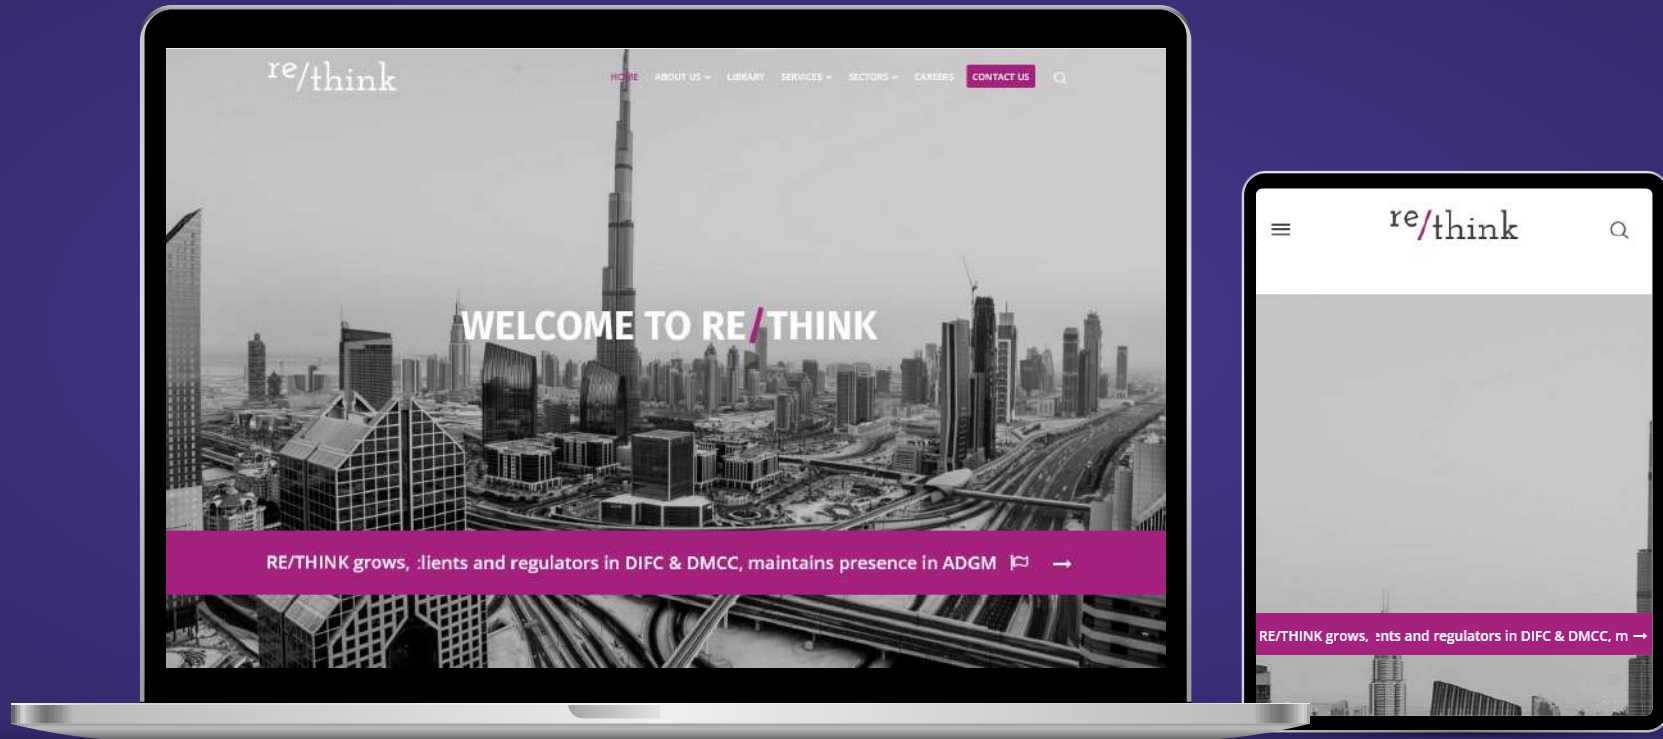 re/think
HOME ABOUT US LIBRARY SERVICES SECTORS CAREERS CONTACT US
WELCOME TO RE/THINK
RE/THINK grows, :lients and regulators in DIFC & DMCC, maintains presence in ADGM
re/think
RE/THINK grows, ents and regulators in DIFC & DMCC, m